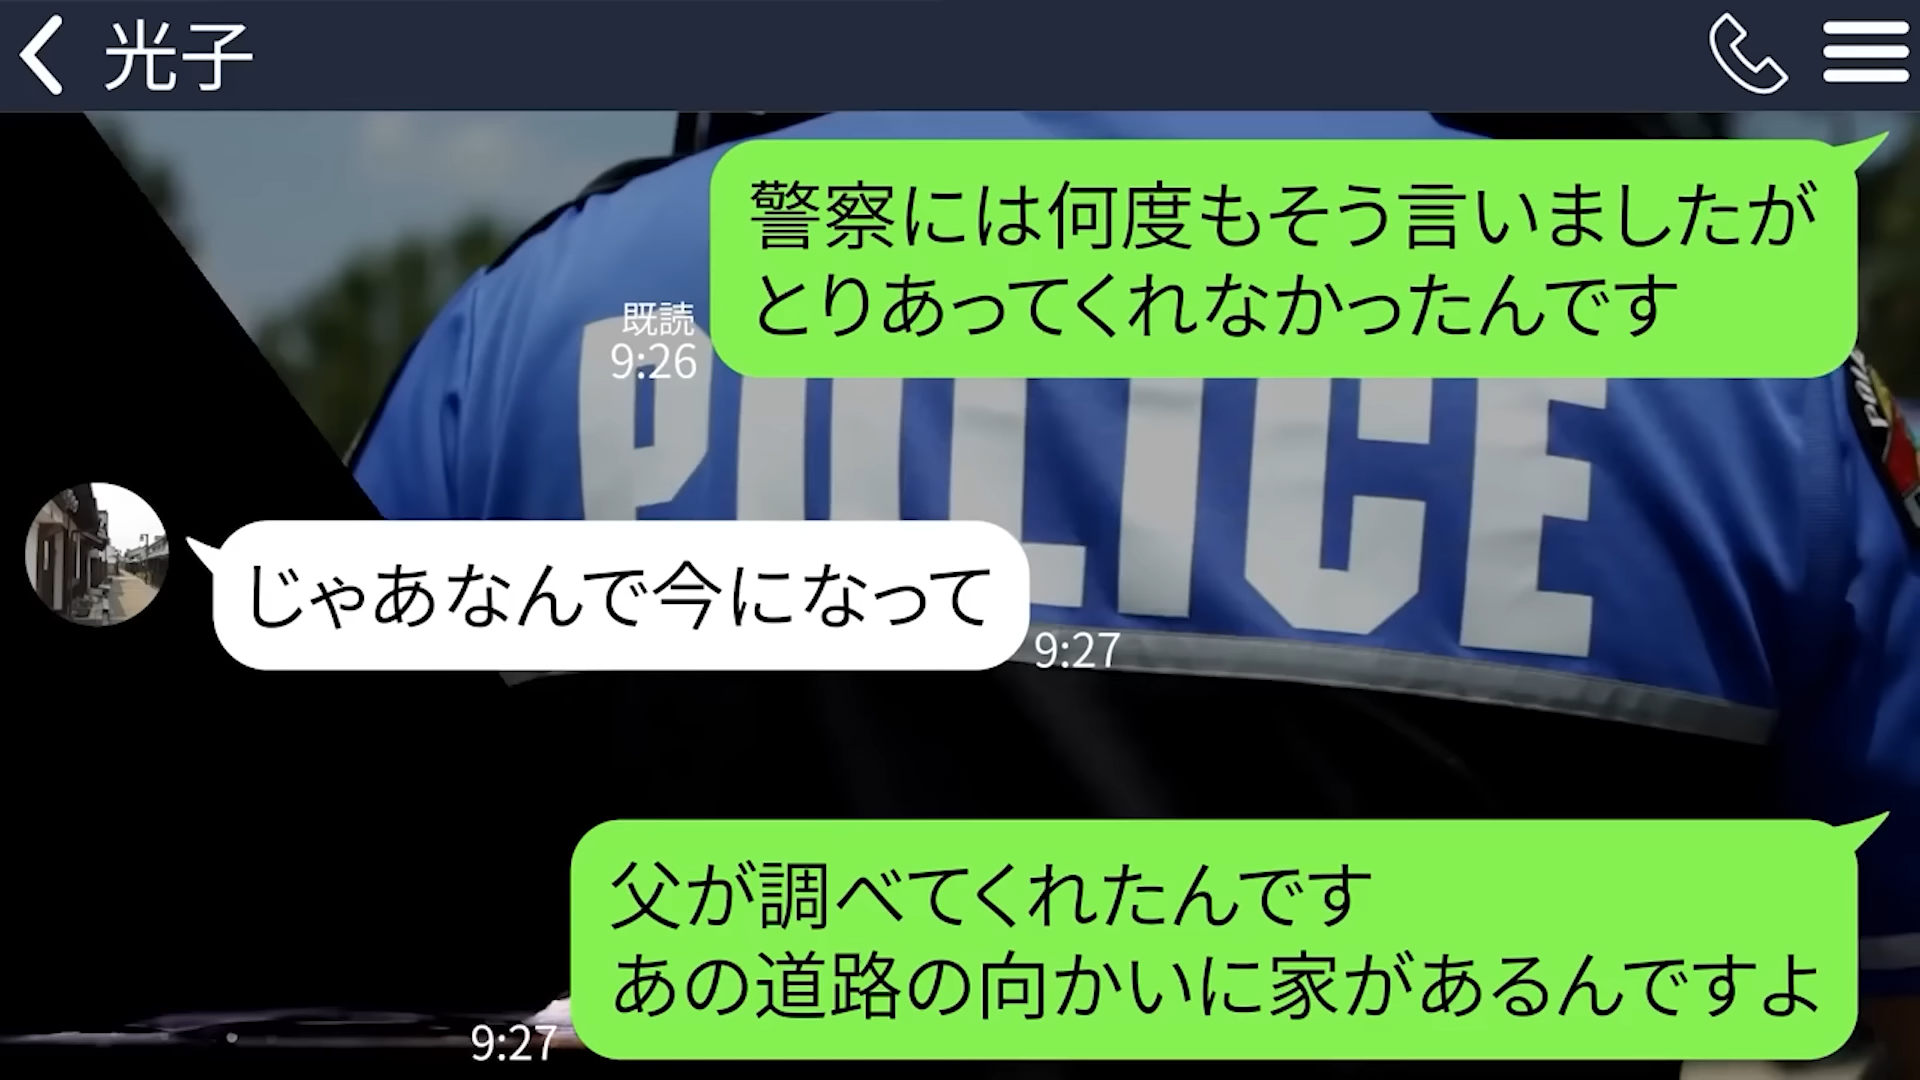 光子
警察には何度もそう言いましたが
とりあってくれなかったんです
既読
9:26
POLICE
じゃあなんで今になって
9:27
父が調べてくれたんです
あの道路の向かいに家があるんですよ
9:27